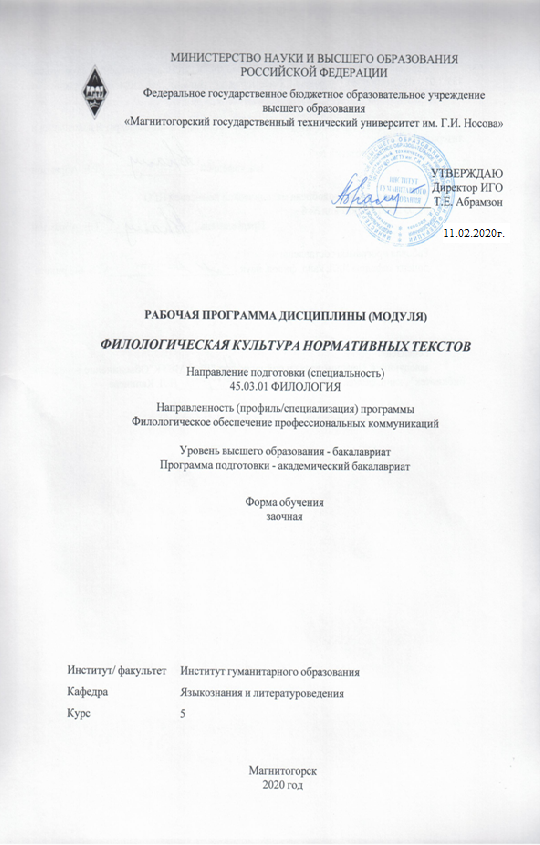 МИНИСТЕРСТВО НАУКИ И ВЫСШЕГО ОБРАЗОВАНИЯ
РОССИЙСКОЙ ФЕДЕРАЦИИ
Федеральное государственное бюджетное образовательное учреждение
высшего образования
«Магнитогорский государственный технический университет им. Г.И. Носова»
УТВЕРЖДАЮ
Директор ИГО
Т.Е. Абрамзон
11.02.2020г.
РАБОЧАЯ ПРОГРАММА ДИСЦИПЛИНЫ (МОДУЛЯ)
ФИЛОЛОГИЧЕСКАЯ КУЛЬТУРА НОРМАТИВНЫХ ТЕКСТОВ
Направление подготовки (специальность)
45.03.01 ФИЛОЛОГИЯ
Направленность (профиль/специализация) программы
Филологическое обеспечение профессиональных коммуникаций
Уровень высшего образования - бакалавриат
Программа подготовки - академический бакалавриат
Форма обучения
заочная
Институт/ факультет Институт гуманитарного образования
Кафедра Языкознания и литературоведения
Курс 5
Магнитогорск
2020 год